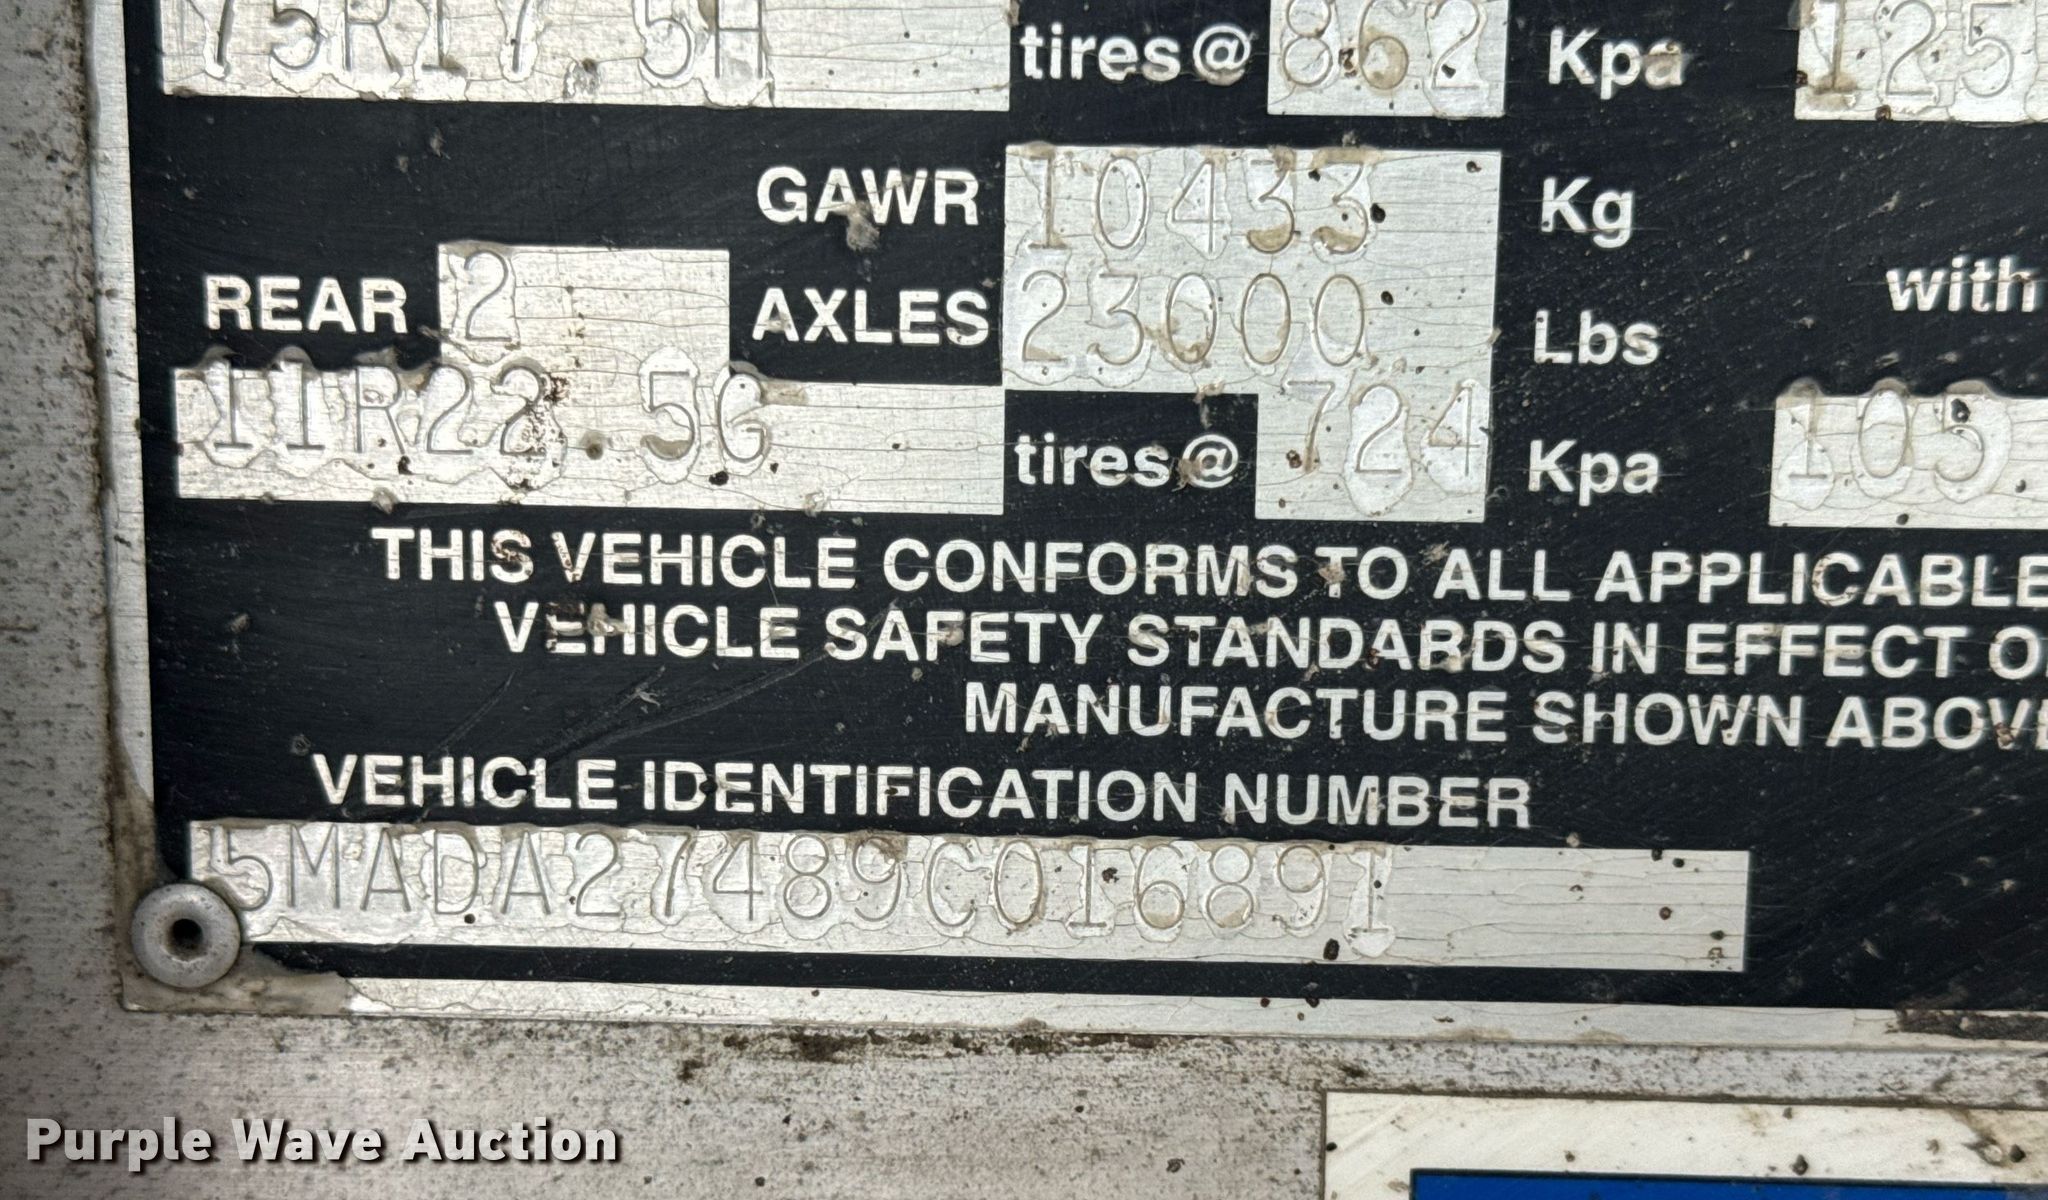 75R17.5H tires@ 862 Kpa 125
GAWR 10433 Kg
REAR 2 AXLES 23000 Lbs with
11R22.5G tires@ 724 Kpa 105
THIS VEHICLE CONFORMS TO ALL APPLICABLE
VEHICLE SAFETY STANDARDS IN EFFECT O
MANUFACTURE SHOWN ABOVE
VEHICLE IDENTIFICATION NUMBER
5MADA27489C016891
Purple Wave Auction